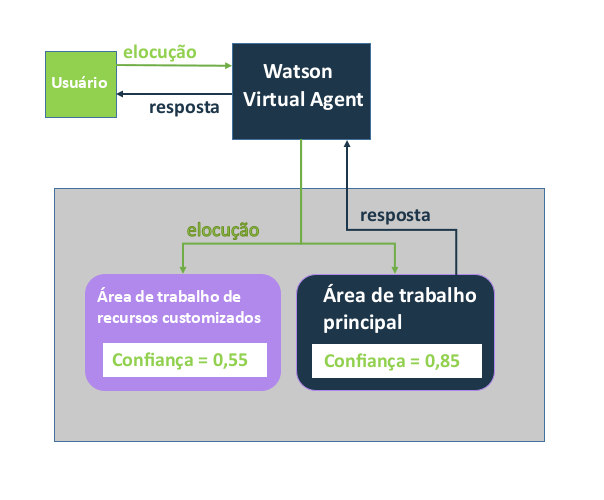 elocução
Usuário
Watson
Virtual Agent
resposta
resposta
elocução
Área de trabalho de
recursos customizados
Confiança = 0,55
Área de trabalho
principal
Confiança = 0,85